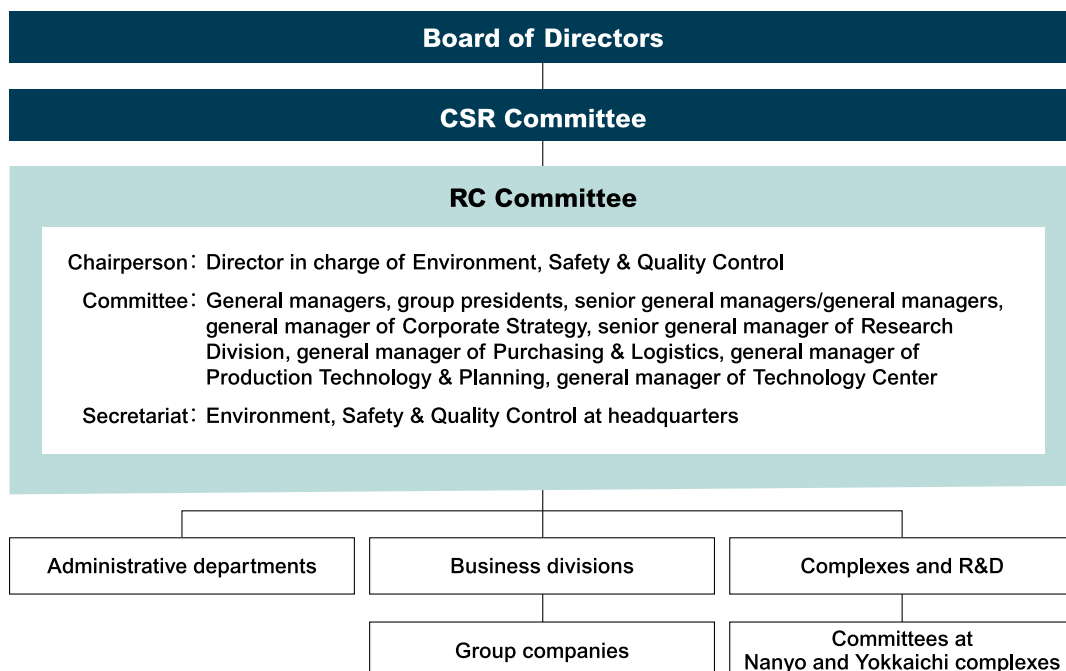 Board of Directors
CSR Committee
RC Committee
Chairperson: Director in charge of Environment, Safety & Quality Control
Committee: General managers, group presidents, senior general managers/general managers,
general manager of Corporate Strategy, senior general manager of Research
Division, general manager of Purchasing & Logistics, general manager of
Production Technology & Planning, general manager of Technology Center
Secretariat: Environment, Safety & Quality Control at headquarters
Administrative departments
Business divisions
Complexes and R&D
Group companies
Committees at
Nanyo and Yokkaichi complexes